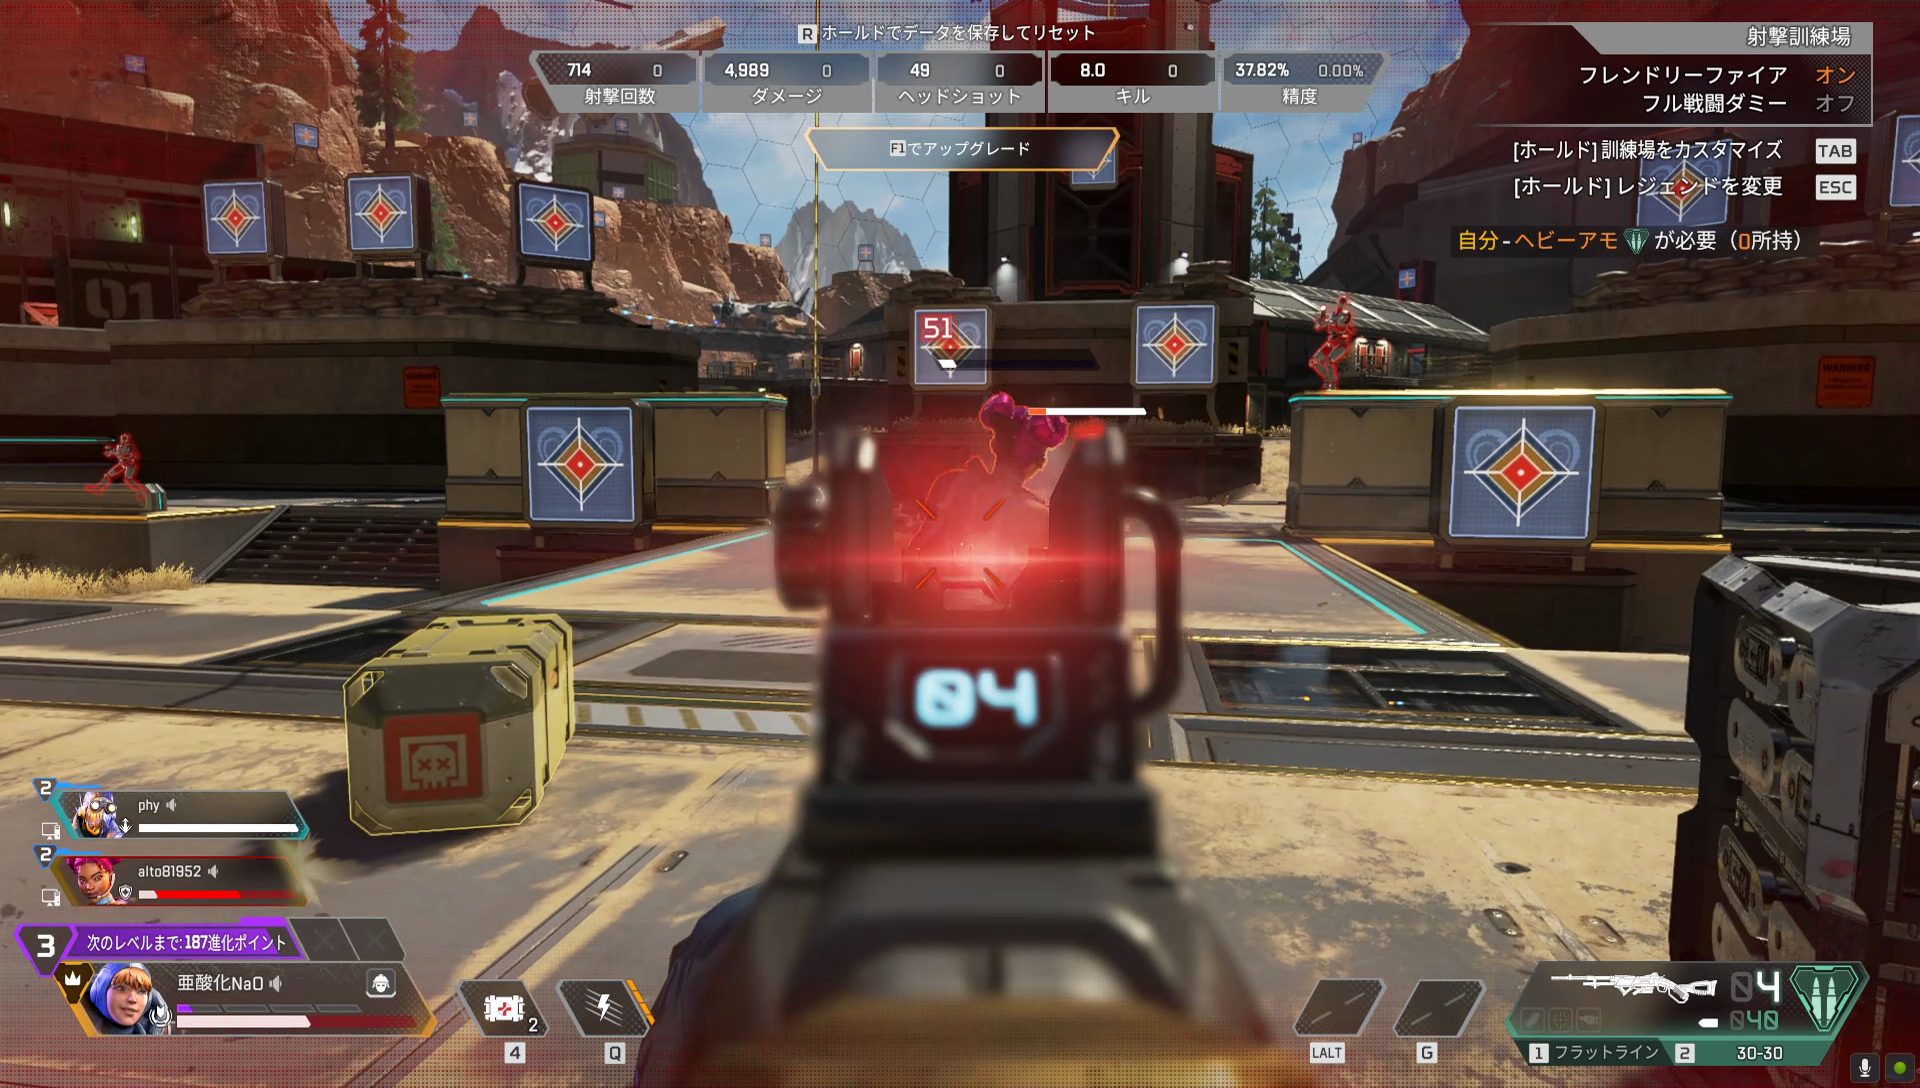 R ホールドでデータを保存してリセット
714 0 射撃回数
4,989 0 ダメージ
49 0 ヘッドショット
8.0 0 キル
37.82% 0.00% 精度
F1 でアップグレード
射撃訓練場
フレンドリーファイア オン
フル戦闘ダミー オフ
[ホールド] 訓練場をカスタマイズ TAB
[ホールド] レジェンドを変更 ESC
自分 - ヘビーアモ が必要（0所持）
01
51
WARNING
WARNING
04
2
phy
2
alto81952
3 次のレベルまで: 187進化ポイント
亜酸化NaO
2
4
Q
LALT
G
04
040
1 フラットライン 2 30-30